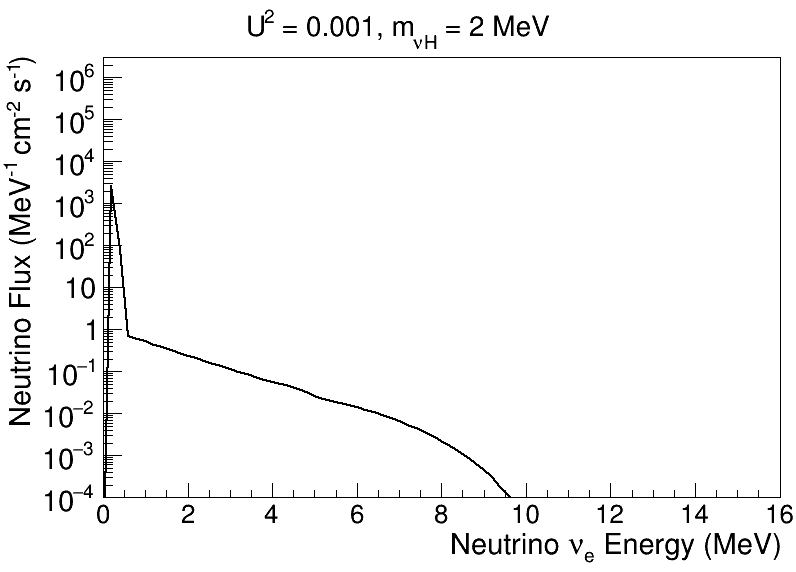 U² = 0.001, m_νH = 2 MeV
Neutrino Flux (MeV⁻¹ cm⁻² s⁻¹)
10⁶
10⁵
10⁴
10³
10²
10
1
10⁻¹
10⁻²
10⁻³
10⁻⁴
0 2 4 6 8 10 12 14 16
Neutrino ν_e Energy (MeV)